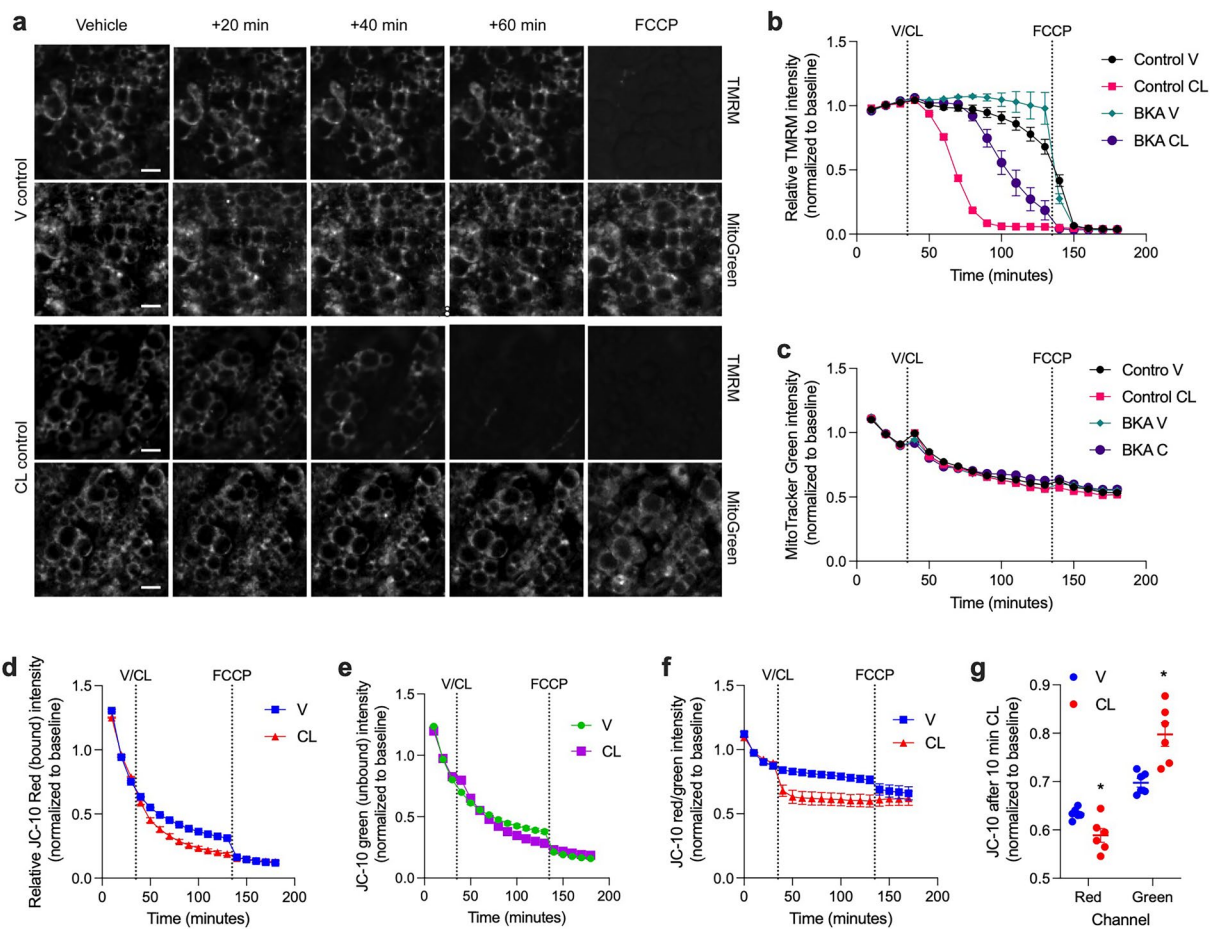 a
Vehicle
+20 min
+40 min
+60 min
FCCP
V control
TMRM
MitoGreen
CL control
TMRM
MitoGreen
b
V/CL
FCCP
Relative TMRM intensity
(normalized to baseline)
1.5
1.0
0.5
0.0
0
50
100
150
200
Time (minutes)
Control V
Control CL
BKA V
BKA CL
c
V/CL
FCCP
MitoTracker Green intensity
(normalized to baseline)
1.5
1.0
0.5
0.0
0
50
100
150
200
Time (minutes)
Contro V
Control CL
BKA V
BKA C
d
V/CL
FCCP
Relative JC-10 Red (bound) intensity
(normalized to baseline)
1.5
1.0
0.5
0.0
0
50
100
150
200
Time (minutes)
V
CL
e
V/CL
FCCP
JC-10 green (unbound) intensity
(normalized to baseline)
1.5
1.0
0.5
0.0
0
50
100
150
200
Time (minutes)
V
CL
f
V/CL
FCCP
JC-10 red/green intensity
(normalized to baseline)
1.5
1.0
0.5
0.0
0
50
100
150
200
Time (minutes)
V
CL
g
V
CL
*
*
JC-10 after 10 min CL
(normalized to baseline)
0.9
0.8
0.7
0.6
0.5
Red
Green
Channel